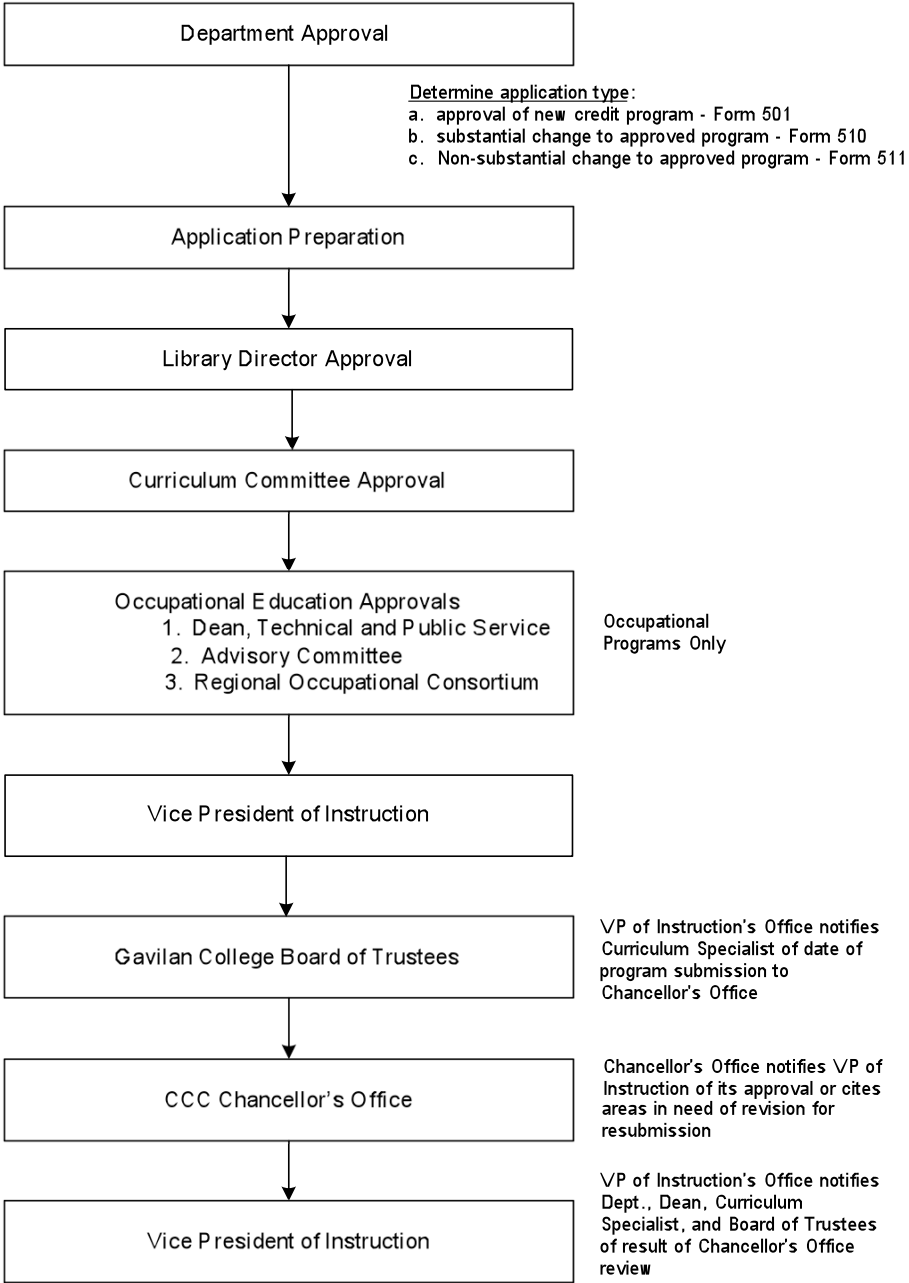 Department Approval
Determine application type:
a. approval of new credit program - Form 501
b. substantial change to approved program - Form 510
c. Non-substantial change to approved program - Form 511
Application Preparation
Library Director Approval
Curriculum Committee Approval
Occupational Education Approvals
1. Dean, Technical and Public Service
2. Advisory Committee
3. Regional Occupational Consortium
Occupational
Programs Only
Vice President of Instruction
Gavilan College Board of Trustees
VP of Instruction's Office notifies
Curriculum Specialist of date of
program submission to
Chancellor's Office
CCC Chancellor's Office
Chancellor's Office notifies VP of
Instruction of its approval or cites
areas in need of revision for
resubmission
Vice President of Instruction
VP of Instruction's Office notifies
Dept., Dean, Curriculum
Specialist, and Board of Trustees
of result of Chancellor's Office
review